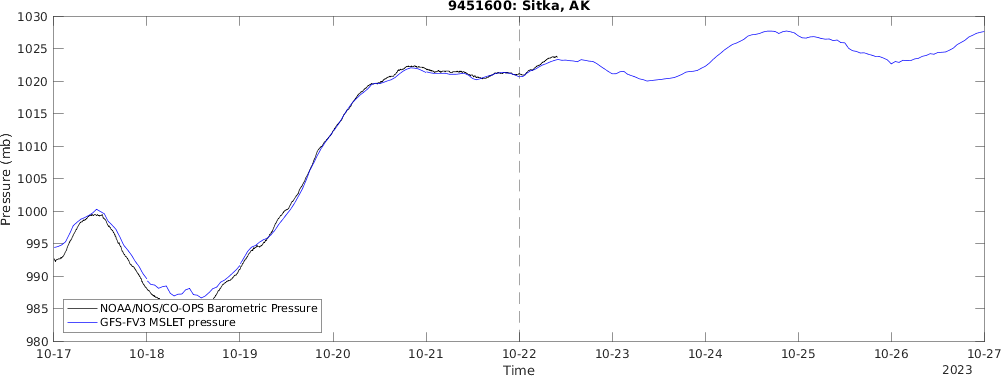 9451600: Sitka, AK
1030
1025
1020
1015
1010
1005
1000
995
990
985
980
Pressure (mb)
NOAA/NOS/CO-OPS Barometric Pressure
GFS-FV3 MSLET pressure
10-17 10-18 10-19 10-20 10-21 10-22 10-23 10-24 10-25 10-26 10-27
Time
2023